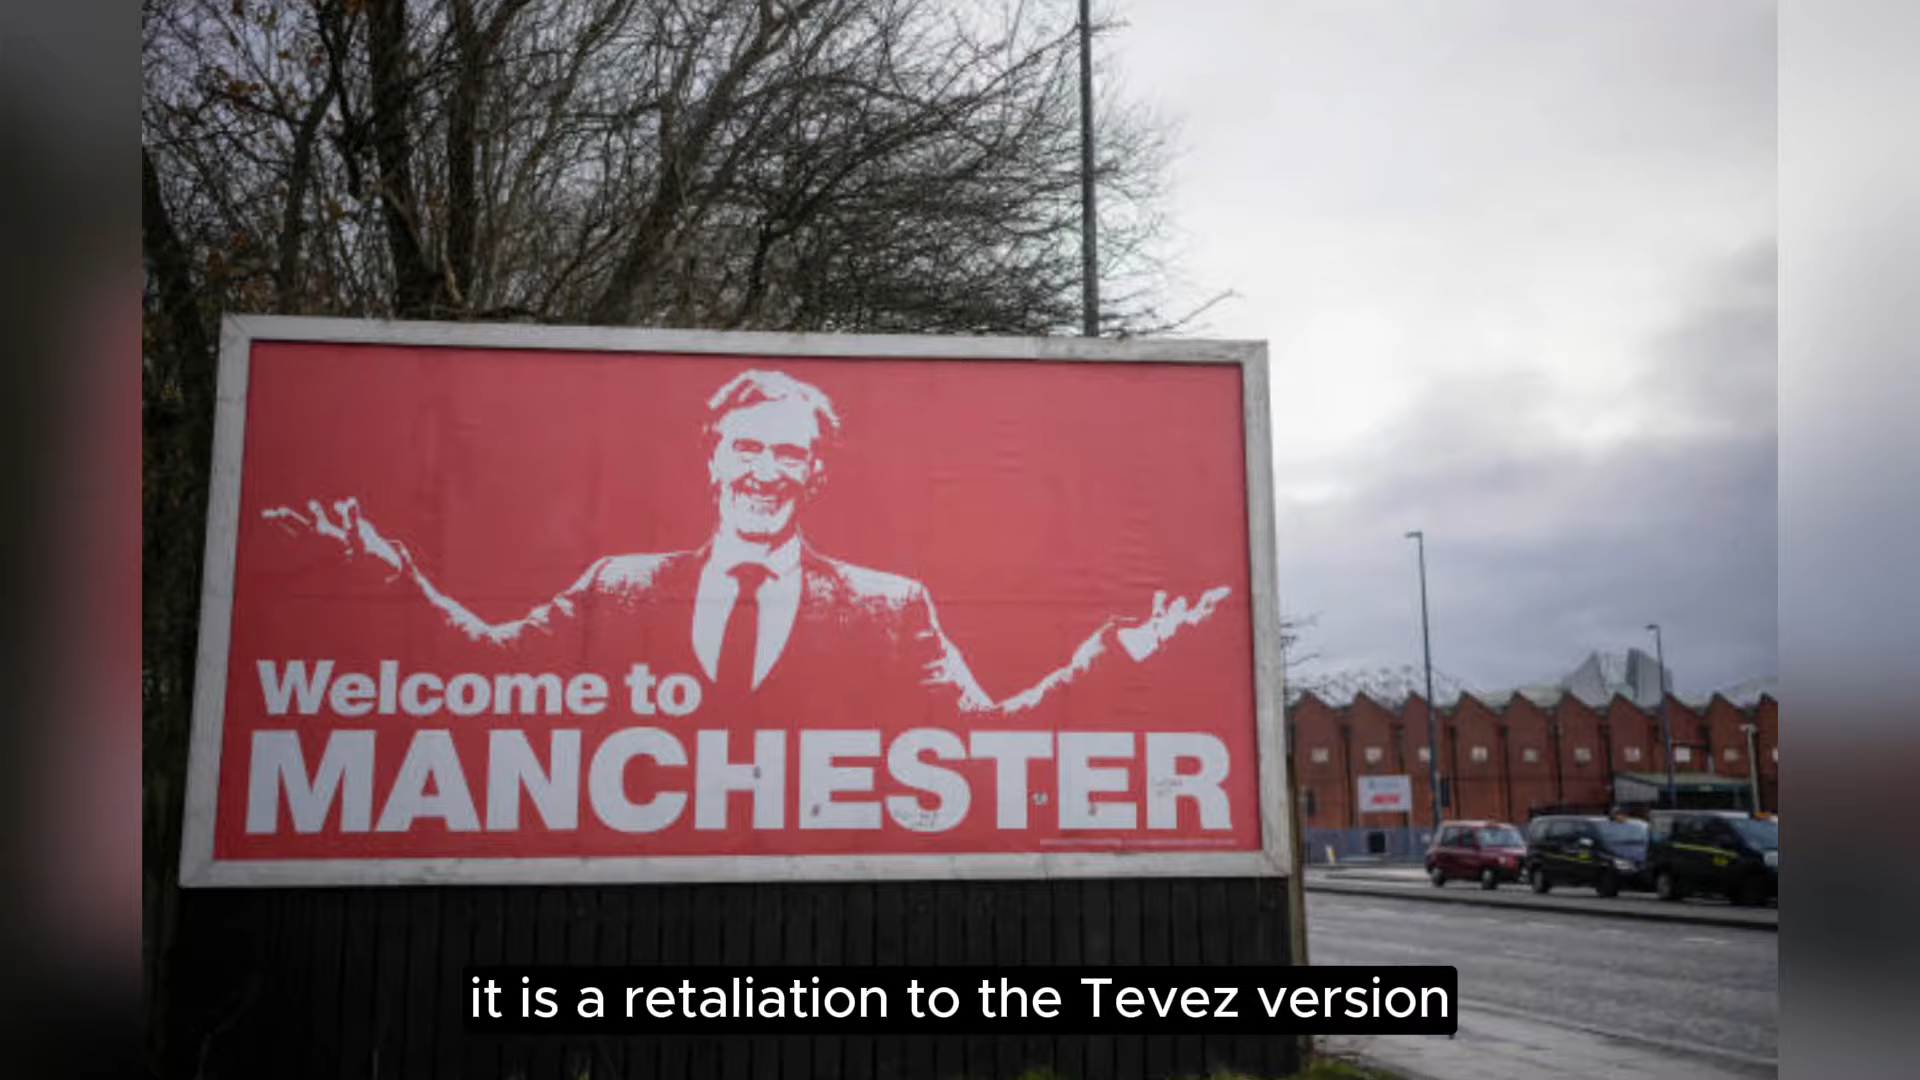 Welcome to
MANCHESTER
it is a retaliation to the Tevez version